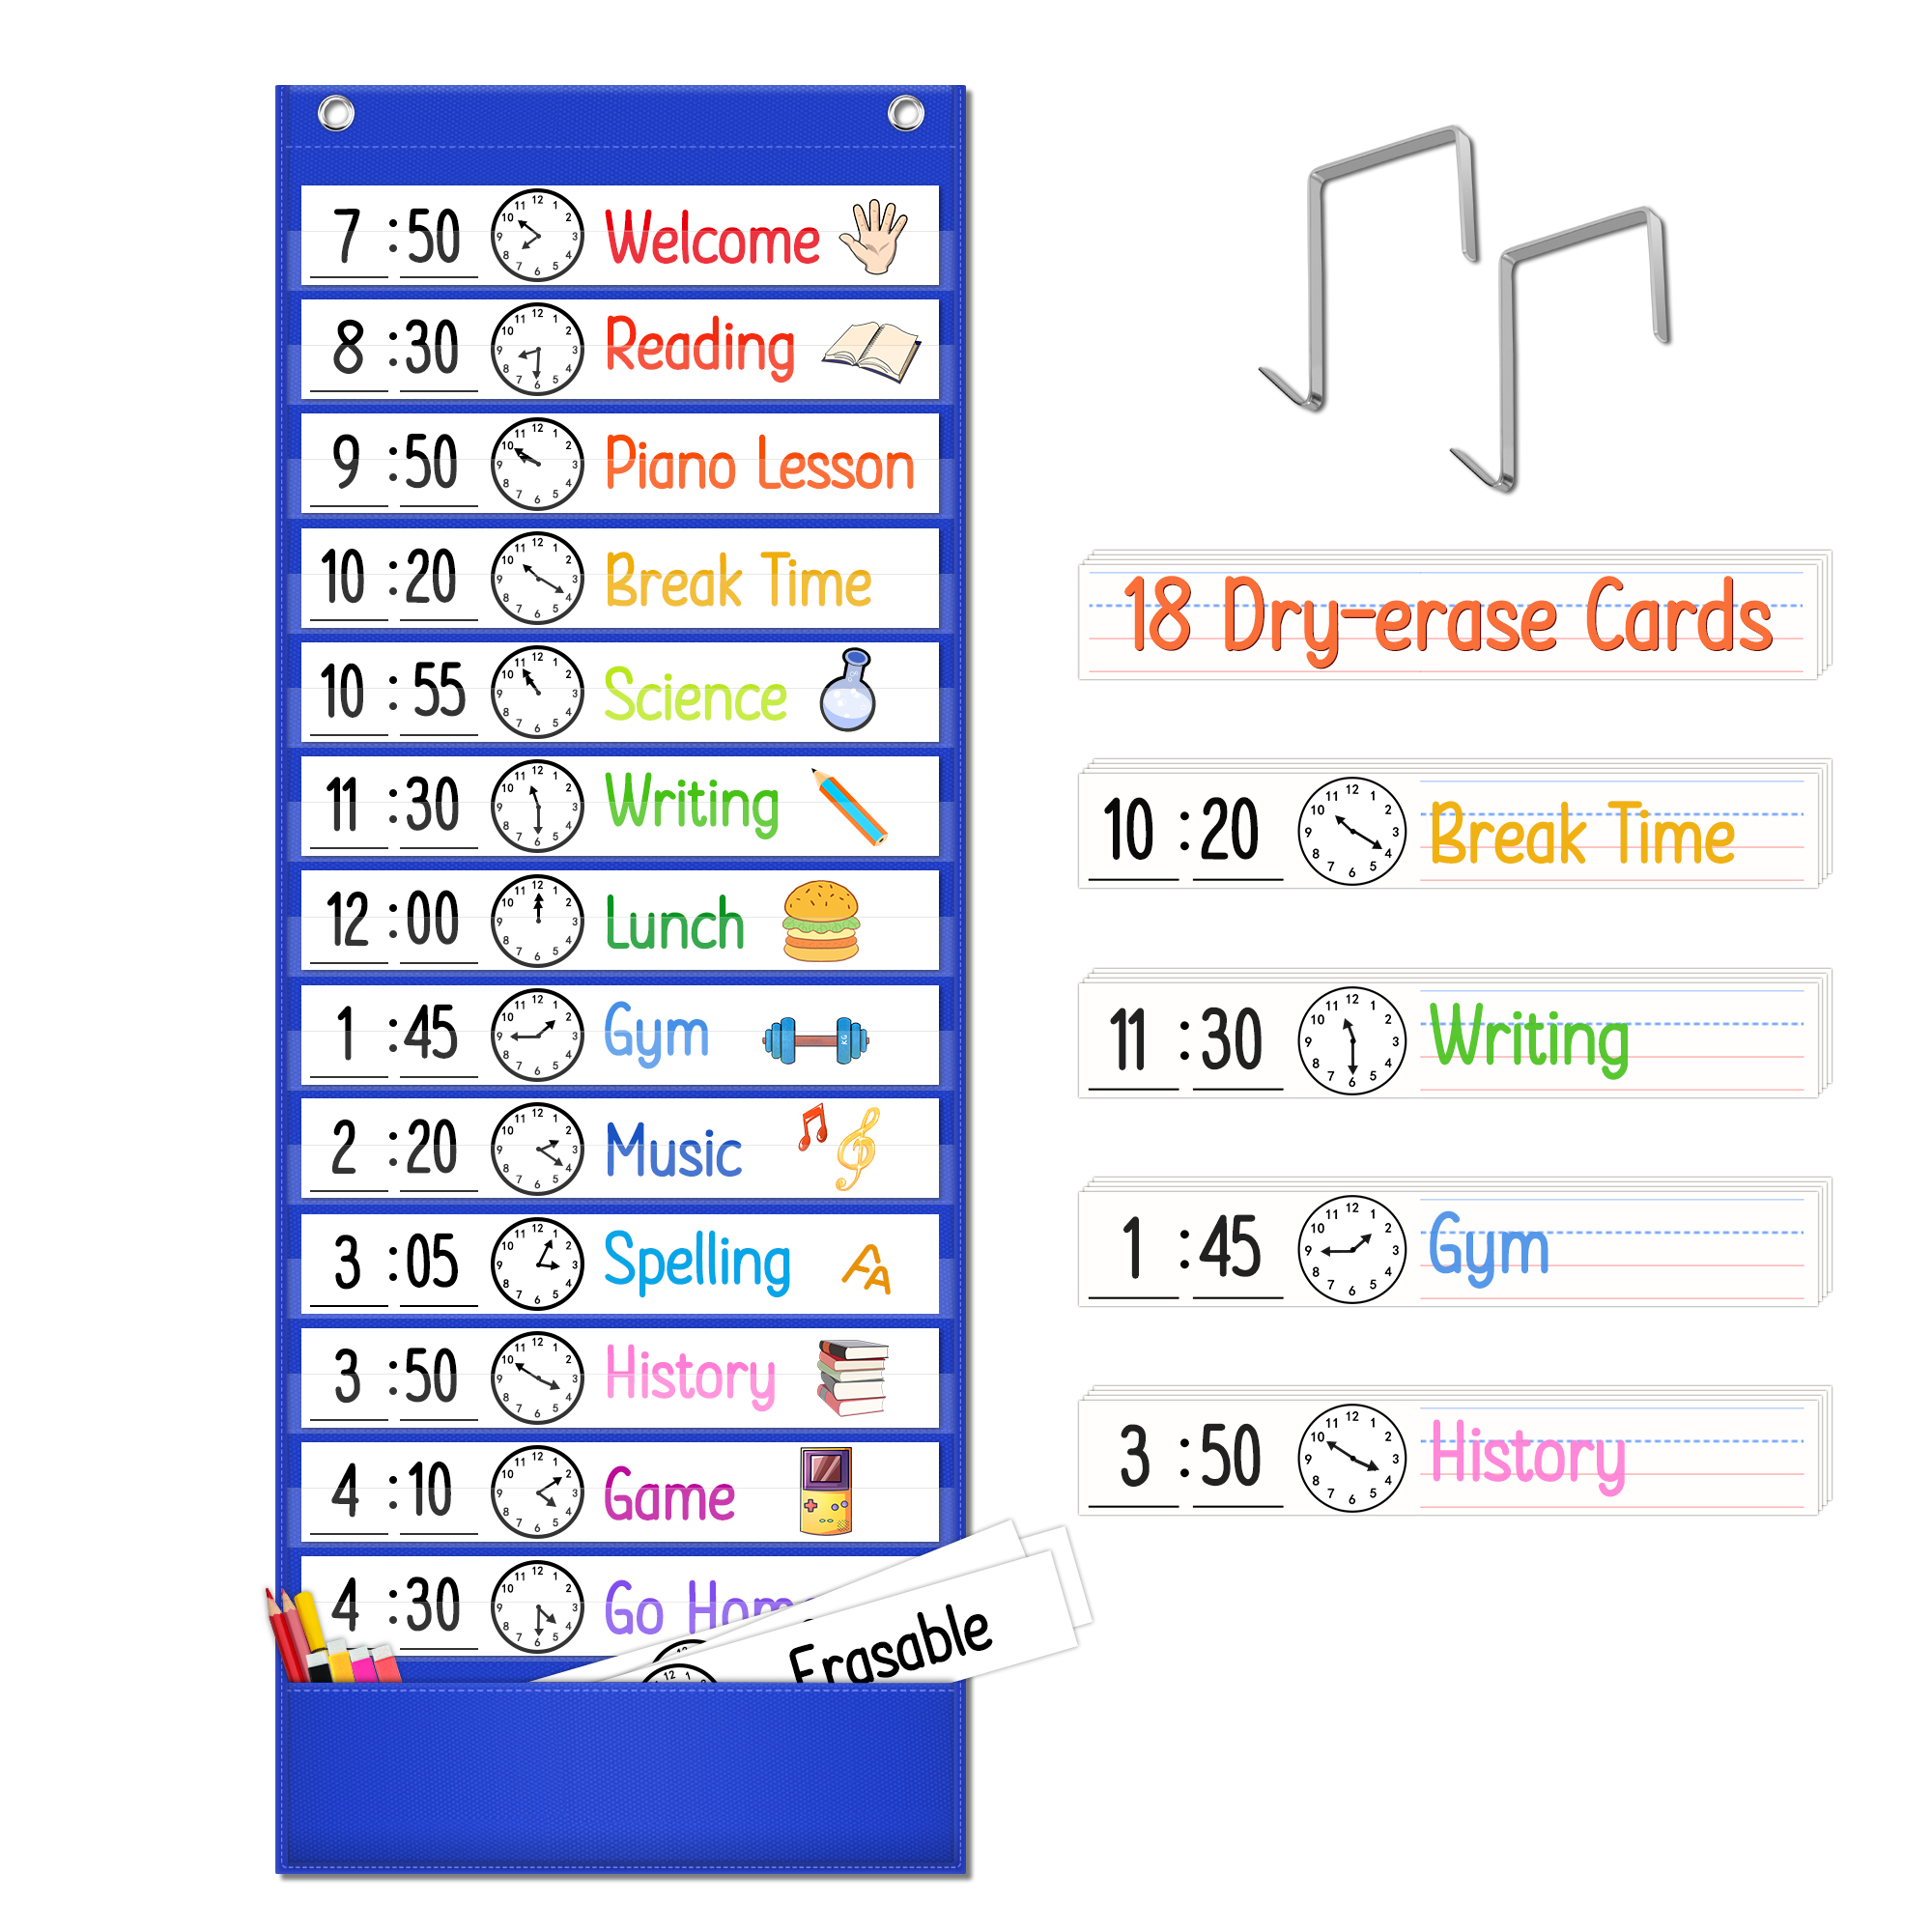 7 :50 Welcome
8 :30 Reading
9 :50 Piano Lesson
10 :20 Break Time
10 : 55 Science
11 :30 Writing
12 :00 Lunch
1 :45 Gym
KG
2 :20 Music
3 :05 Spelling
AA
3 :50 History
4 :10 Game
4 :30 Go Home
Erasable
18 Dry-erase Cards
10 :20 Break Time
11 :30 Writing
1 :45 Gym
3 :50 History